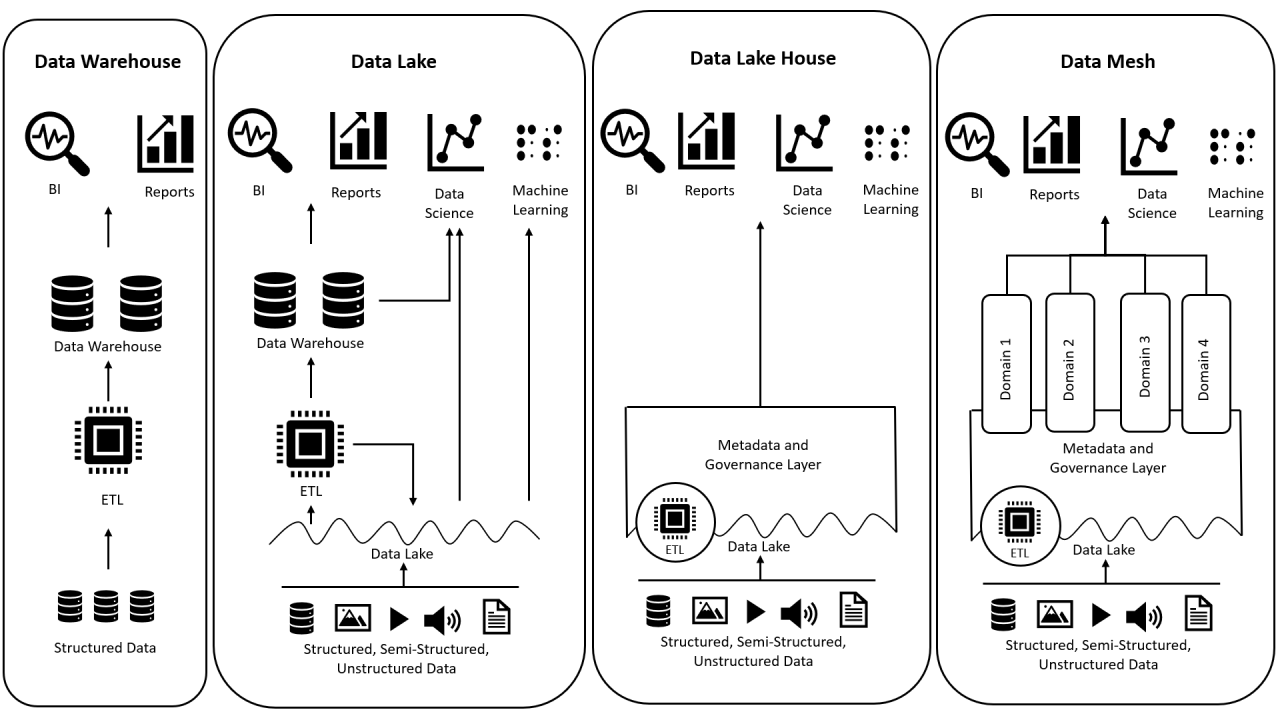 Data Warehouse
BI
Reports
Data Warehouse
ETL
Structured Data
Data Lake
BI
Reports
Data
Science
Machine
Learning
Data Warehouse
ETL
Data Lake
Structured, Semi-Structured,
Unstructured Data
Data Lake House
BI
Reports
Data
Science
Machine
Learning
Metadata and
Governance Layer
ETL
Data Lake
Structured, Semi-Structured,
Unstructured Data
Data Mesh
BI
Reports
Data
Science
Machine
Learning
Domain 1
Domain 2
Domain 3
Domain 4
Metadata and
Governance Layer
ETL
Data Lake
Structured, Semi-Structured,
Unstructured Data